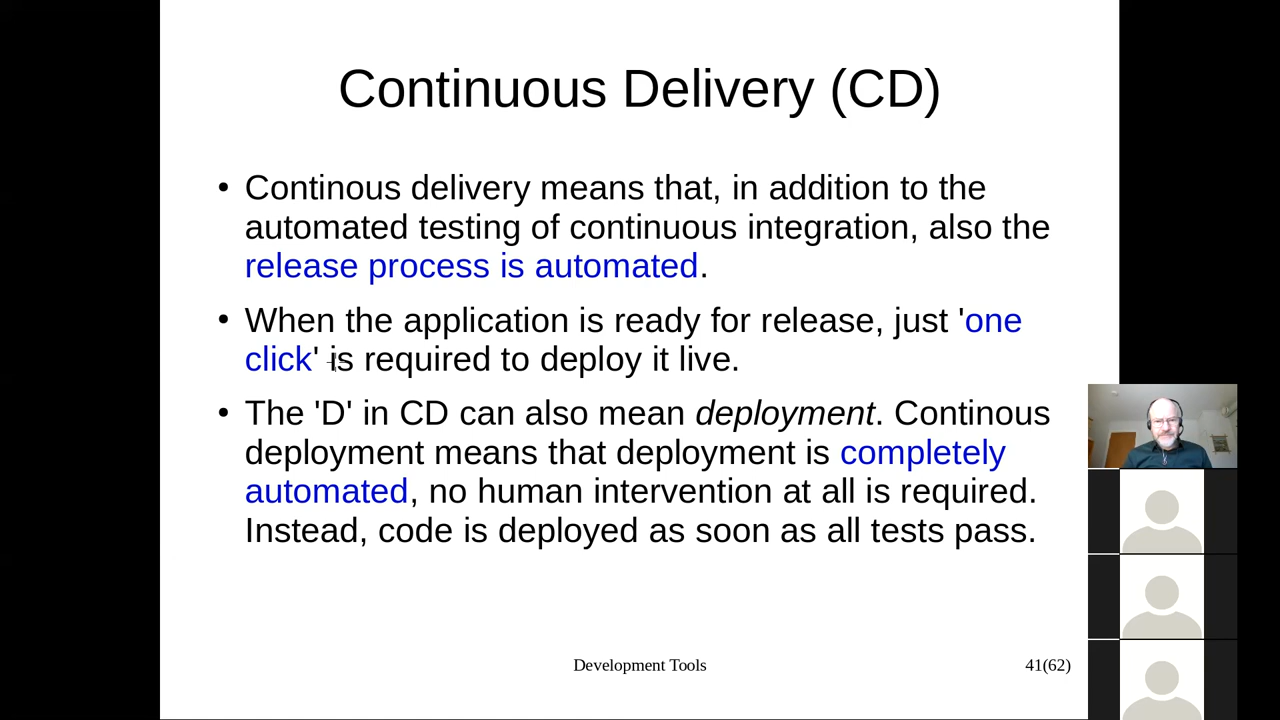 Continuous Delivery (CD)
• Continous delivery means that, in addition to the
automated testing of continuous integration, also the
release process is automated.
• When the application is ready for release, just 'one
click' is required to deploy it live.
• The 'D' in CD can also mean deployment. Continous
deployment means that deployment is completely
automated, no human intervention at all is required.
Instead, code is deployed as soon as all tests pass.
Development Tools
41(62)